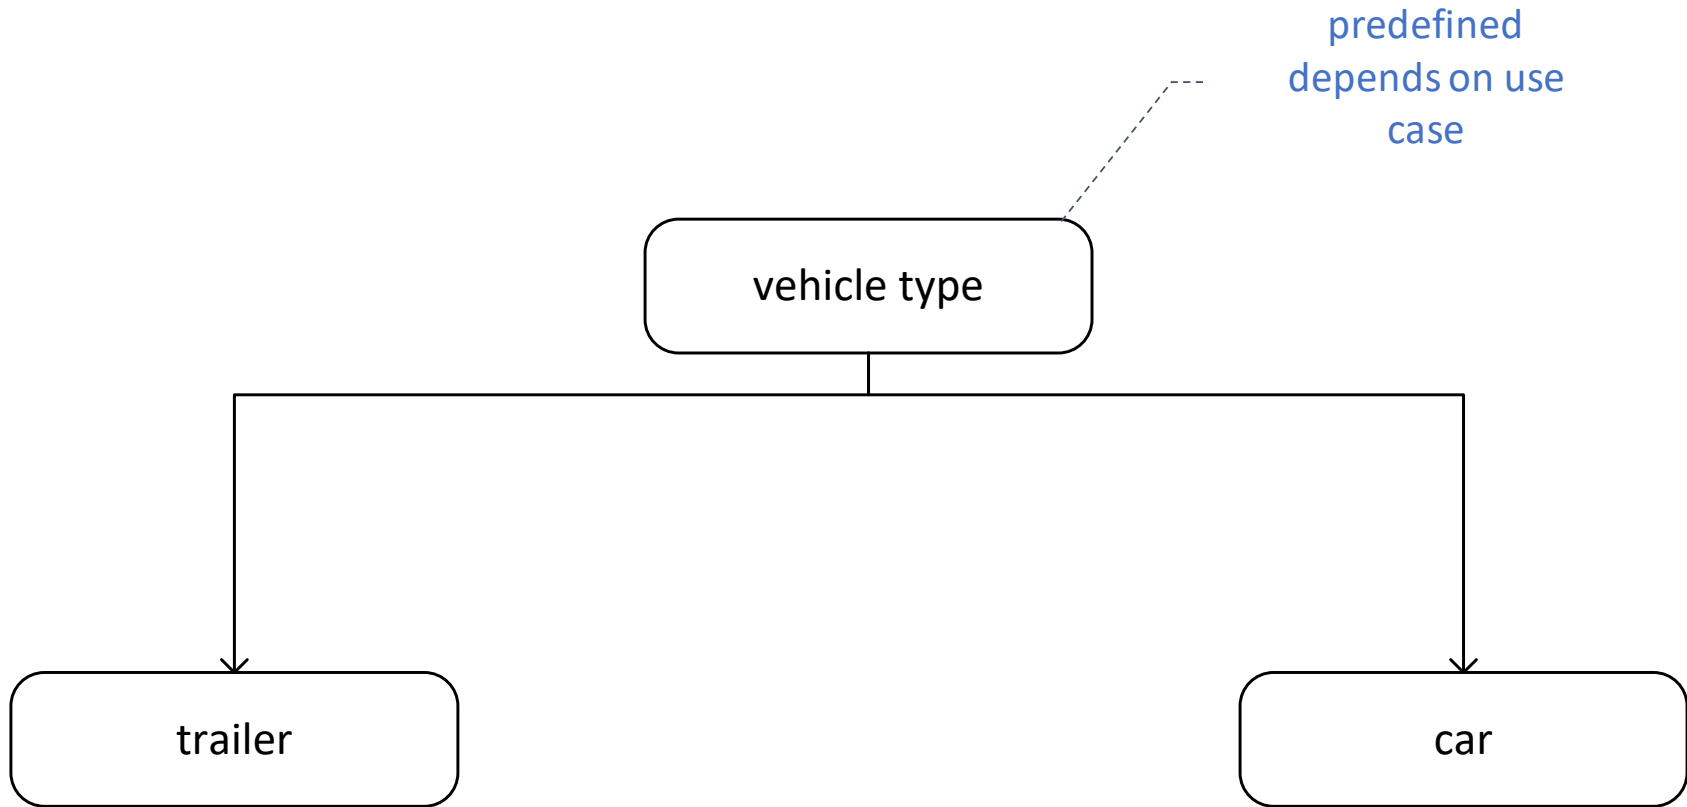 predefined
depends on use
case
vehicle type
trailer
car